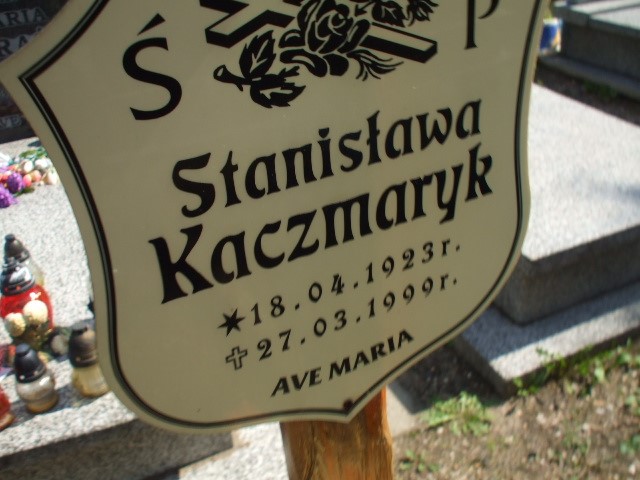 Ś P
Stanisława
Kaczmaryk
✶18.04.1923r.
✝27.03.1999r.
AVE MARIA